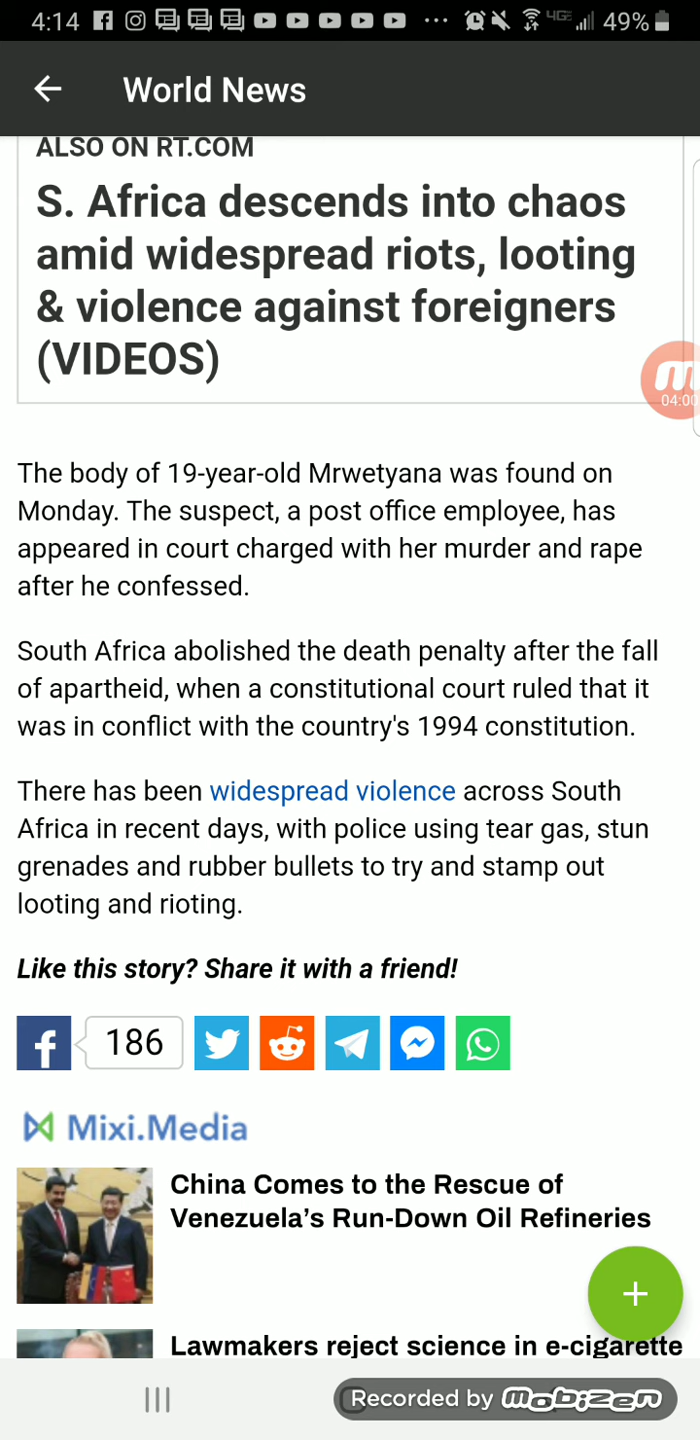 4:14
4GE
49%
World News
ALSO ON RT.COM
S. Africa descends into chaos
amid widespread riots, looting
& violence against foreigners
(VIDEOS)
04:00
The body of 19-year-old Mrwetyana was found on
Monday. The suspect, a post office employee, has
appeared in court charged with her murder and rape
after he confessed.
South Africa abolished the death penalty after the fall
of apartheid, when a constitutional court ruled that it
was in conflict with the country's 1994 constitution.
There has been widespread violence across South
Africa in recent days, with police using tear gas, stun
grenades and rubber bullets to try and stamp out
looting and rioting.
Like this story? Share it with a friend!
186
Mixi.Media
China Comes to the Rescue of
Venezuela’s Run-Down Oil Refineries
Lawmakers reject science in e-cigarette
Recorded by mobizen